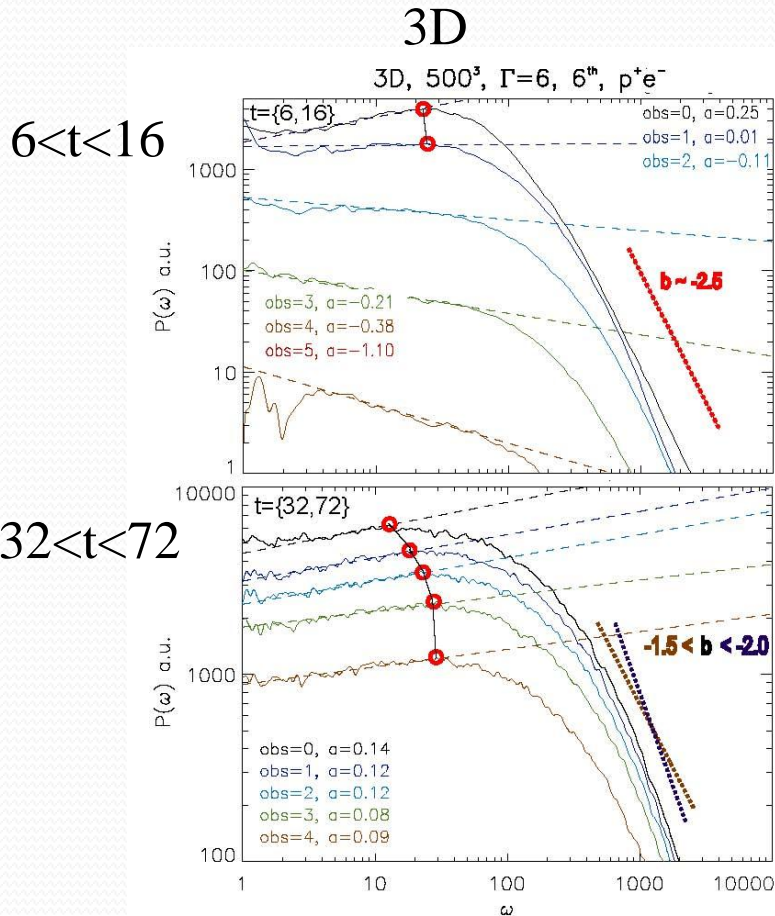 3D
3D, 500³, Γ=6, 6ᵗʰ, p⁺e⁻
6<t<16
t={6,16}
obs=0, a=0.25
obs=1, a=0.01
obs=2, a=−0.11
1000
100
10
1
P(ω) a.u.
b ~ -2.5
obs=3, a=−0.21
obs=4, a=−0.38
obs=5, a=−1.10
32<t<72
t={32,72}
10000
1000
100
P(ω) a.u.
-1.5 < b < -2.0
obs=0, a=0.14
obs=1, a=0.12
obs=2, a=0.12
obs=3, a=0.08
obs=4, a=0.09
1 10 100 1000 10000
ω